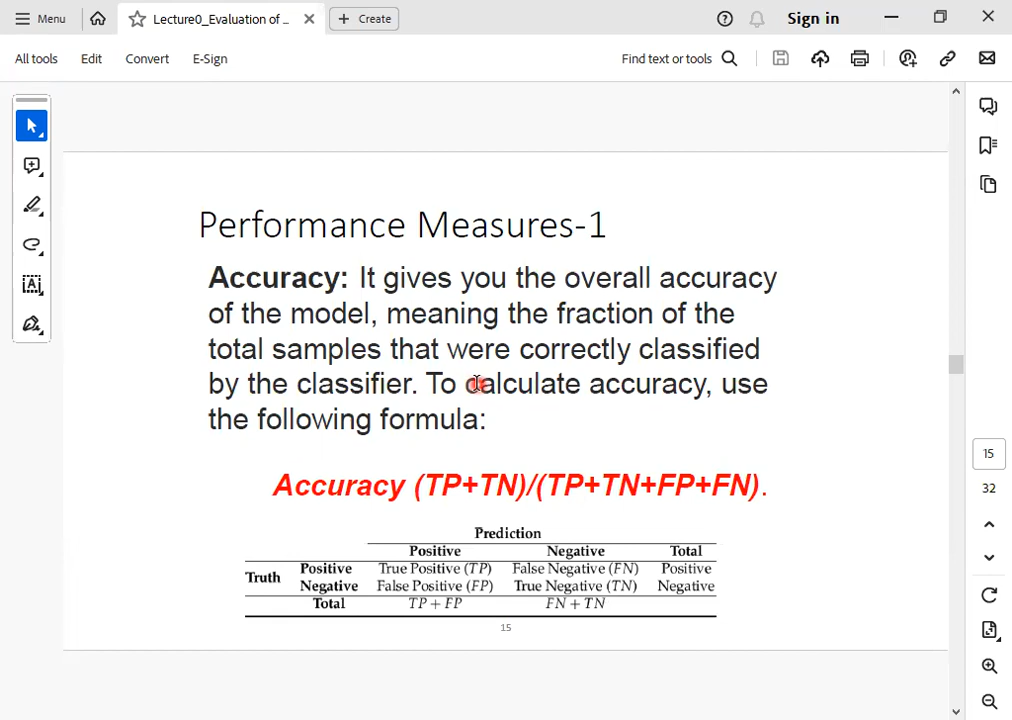 Menu
Lecture0_Evaluation of ...
Create
Sign in
All tools
Edit
Convert
E-Sign
Find text or tools
Performance Measures-1
Accuracy: It gives you the overall accuracy
of the model, meaning the fraction of the
total samples that were correctly classified
by the classifier. To calculate accuracy, use
the following formula:
Accuracy (TP+TN)/(TP+TN+FP+FN).
Prediction
Positive Negative Total
Truth Positive True Positive (TP) False Negative (FN) Positive
Negative False Positive (FP) True Negative (TN) Negative
Total TP + FP FN + TN
15
15
32